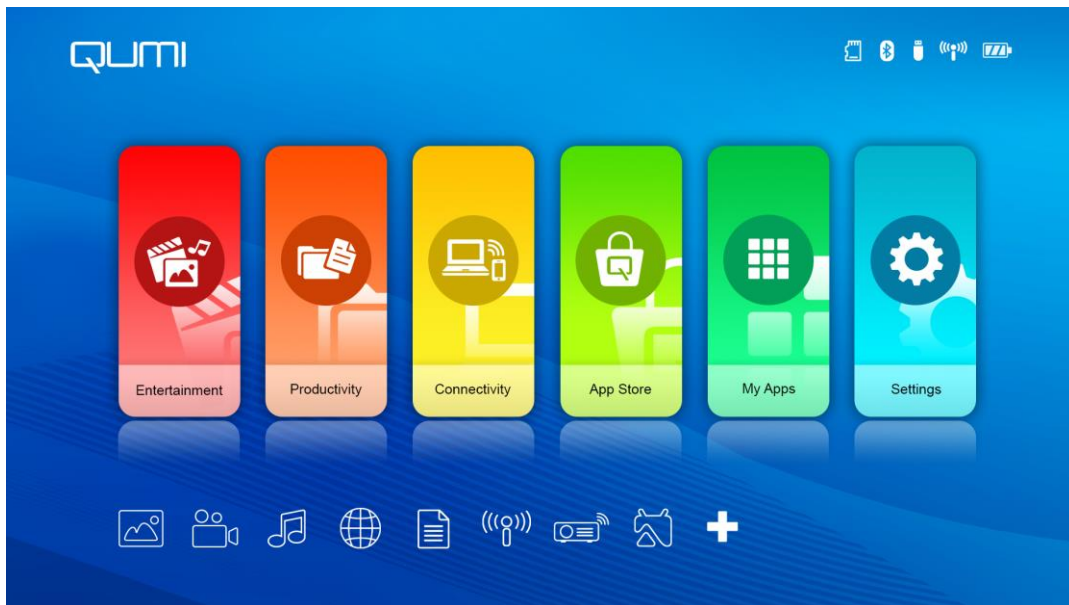 QUMI
Entertainment
Productivity
Connectivity
App Store
My Apps
Settings